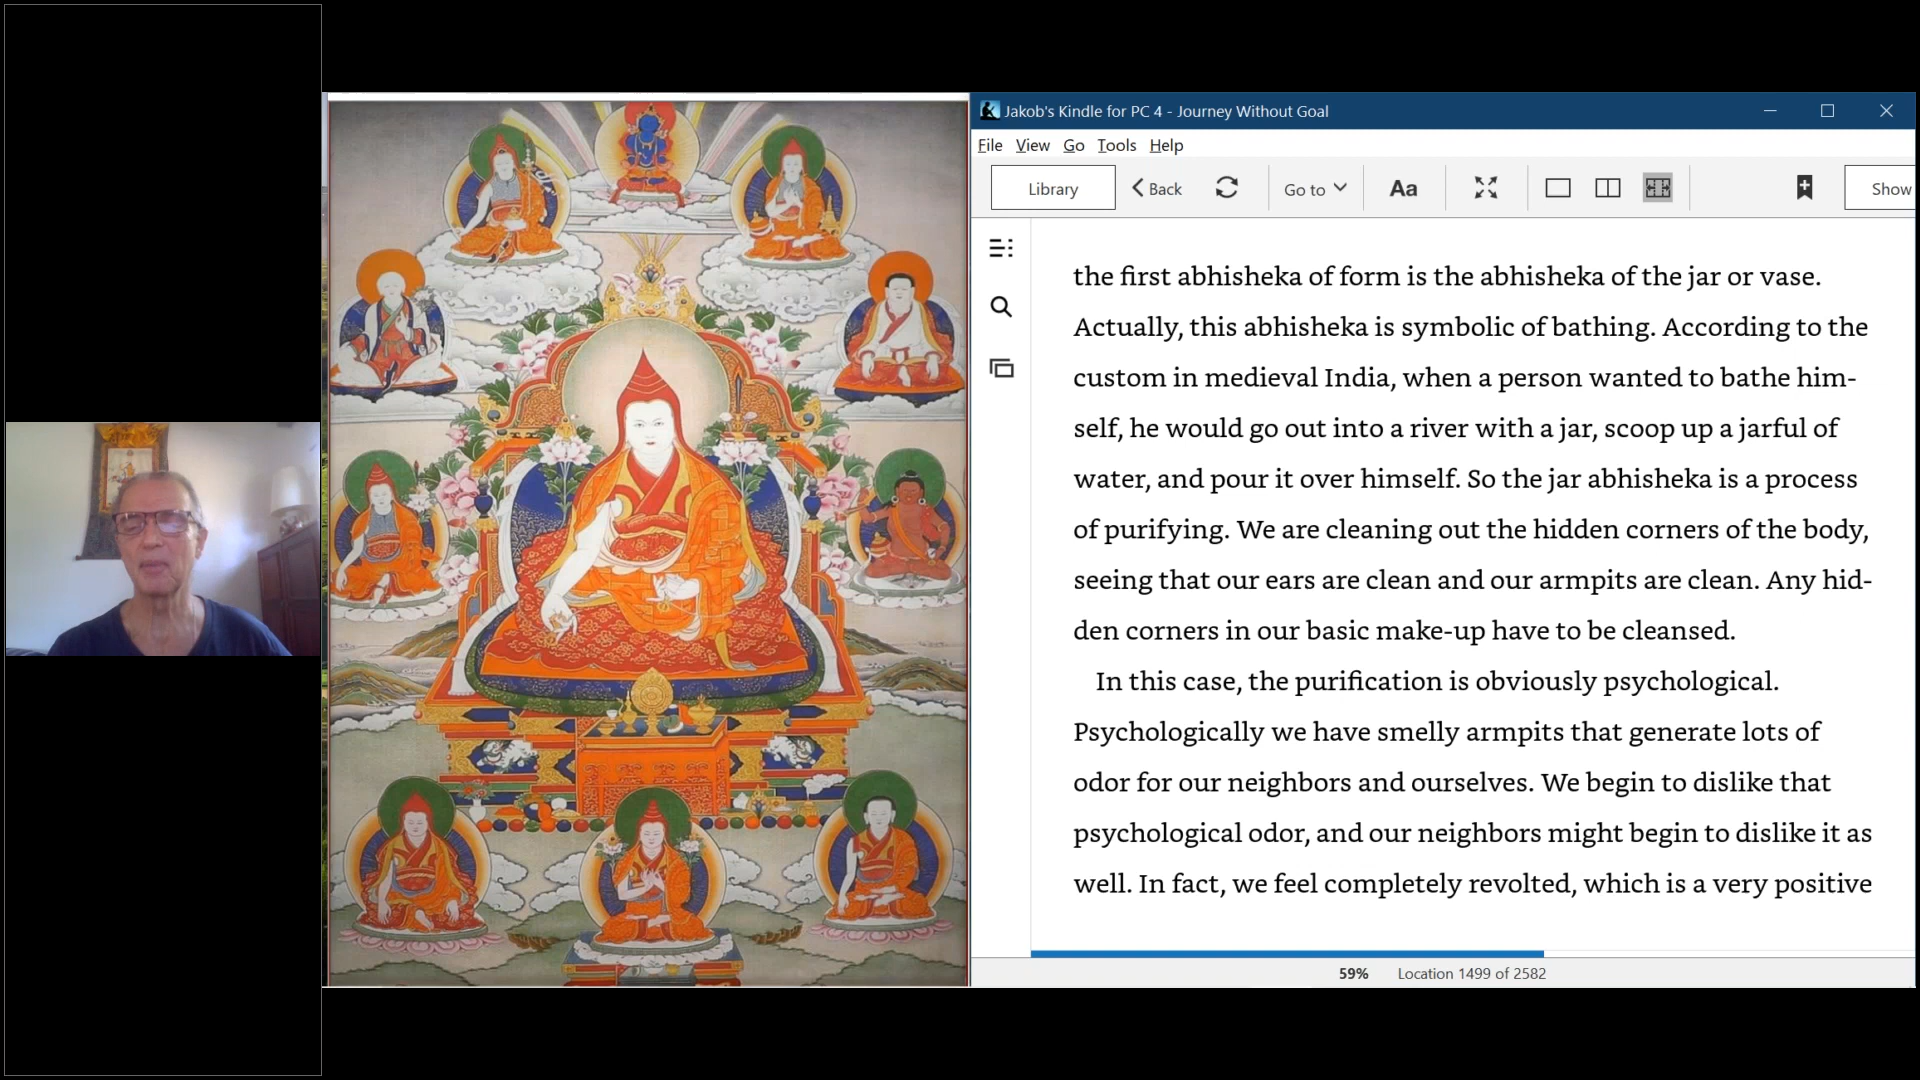 Jakob's Kindle for PC 4 - Journey Without Goal
File View Go Tools Help
Library Back Go to Aa Show
the first abhisheka of form is the abhisheka of the jar or vase.
Actually, this abhisheka is symbolic of bathing. According to the
custom in medieval India, when a person wanted to bathe him-
self, he would go out into a river with a jar, scoop up a jarful of
water, and pour it over himself. So the jar abhisheka is a process
of purifying. We are cleaning out the hidden corners of the body,
seeing that our ears are clean and our armpits are clean. Any hid-
den corners in our basic make-up have to be cleansed.
In this case, the purification is obviously psychological.
Psychologically we have smelly armpits that generate lots of
odor for our neighbors and ourselves. We begin to dislike that
psychological odor, and our neighbors might begin to dislike it as
well. In fact, we feel completely revolted, which is a very positive
59% Location 1499 of 2582